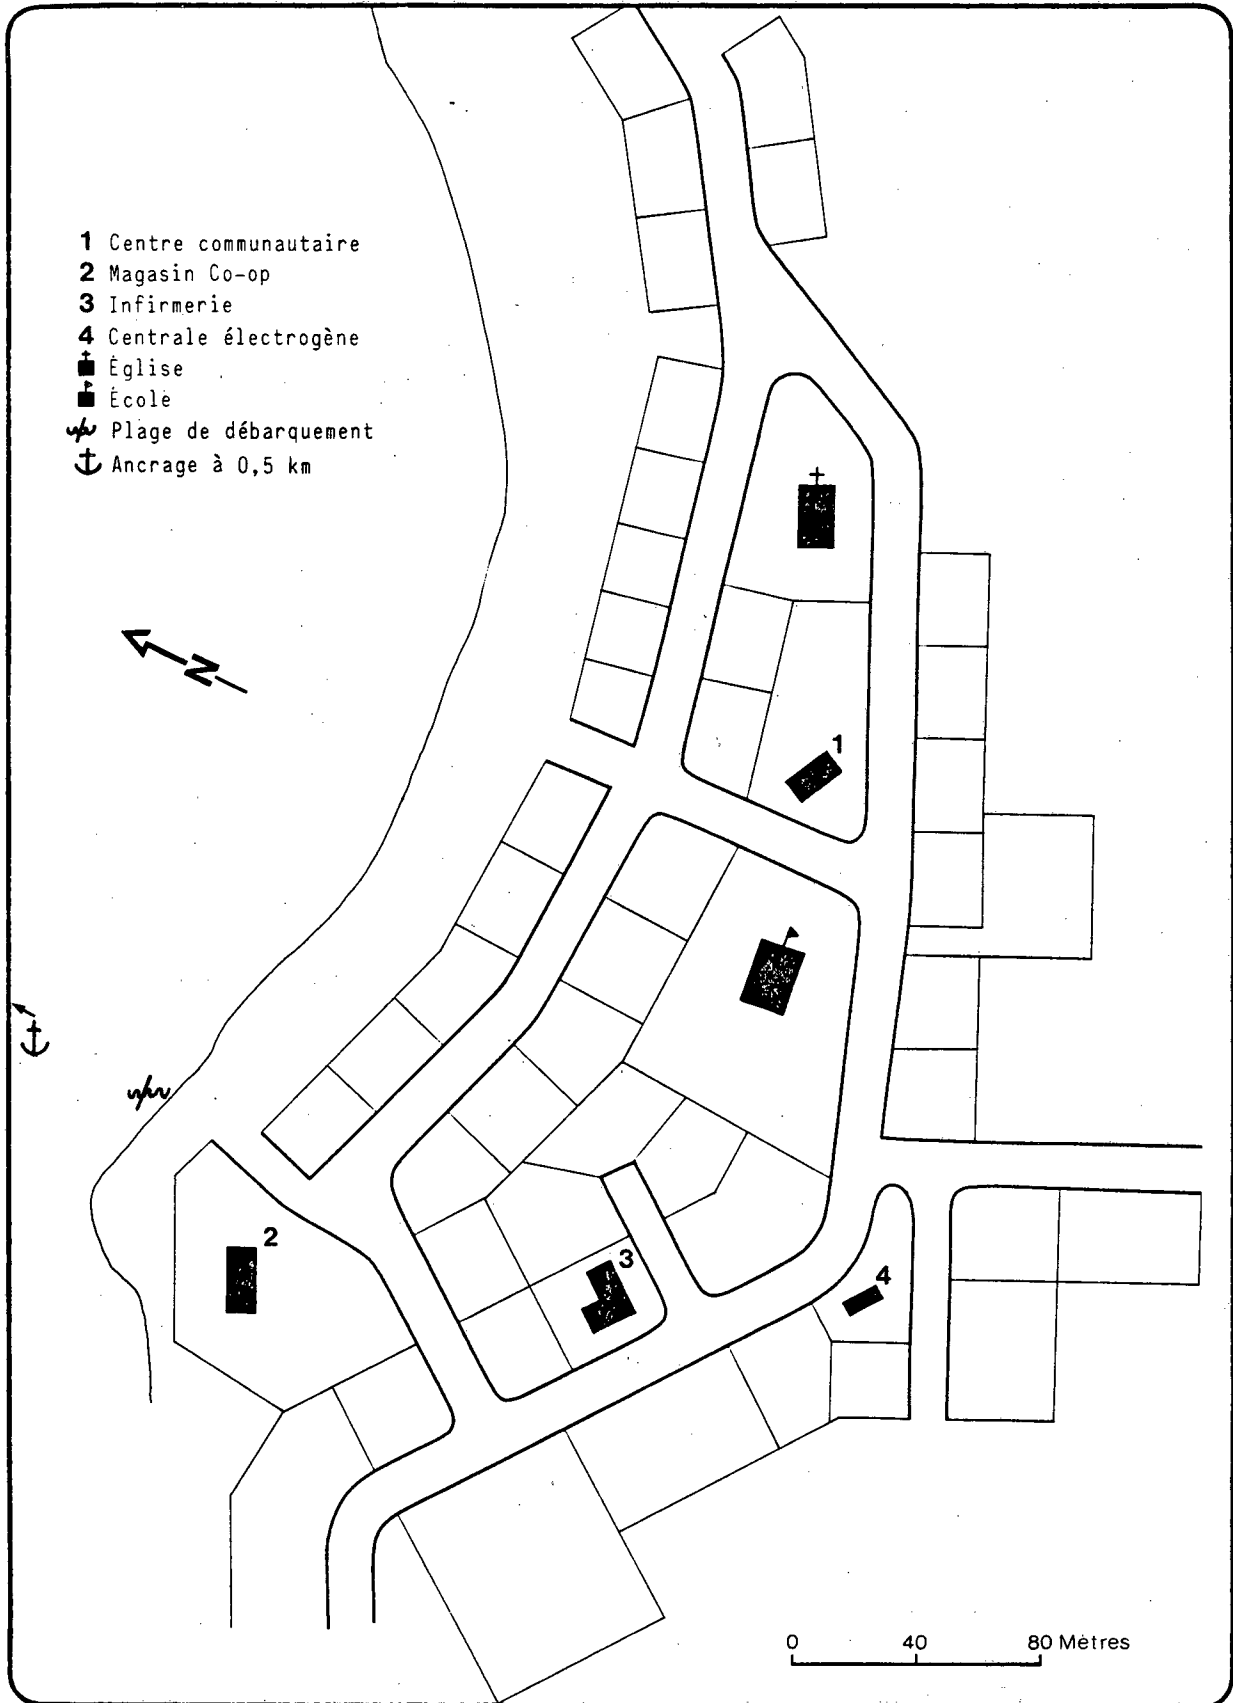 1 Centre communautaire
2 Magasin Co-op
3 Infirmerie
4 Centrale électrogène
Église
École
Plage de débarquement
Ancrage à 0,5 km
N
1
2
3
4
0 40 80 Mètres